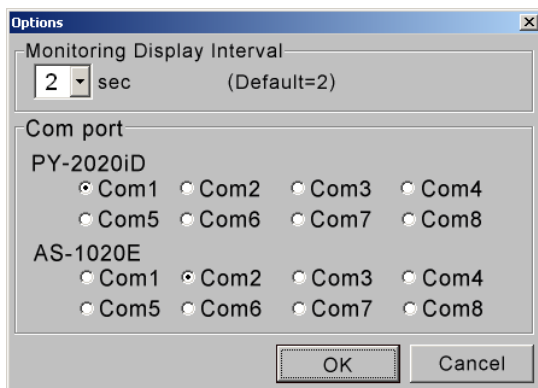 Options
Monitoring Display Interval
2 sec (Default=2)
Com port
PY-2020iD
Com1 Com2 Com3 Com4
Com5 Com6 Com7 Com8
AS-1020E
Com1 Com2 Com3 Com4
Com5 Com6 Com7 Com8
OK Cancel